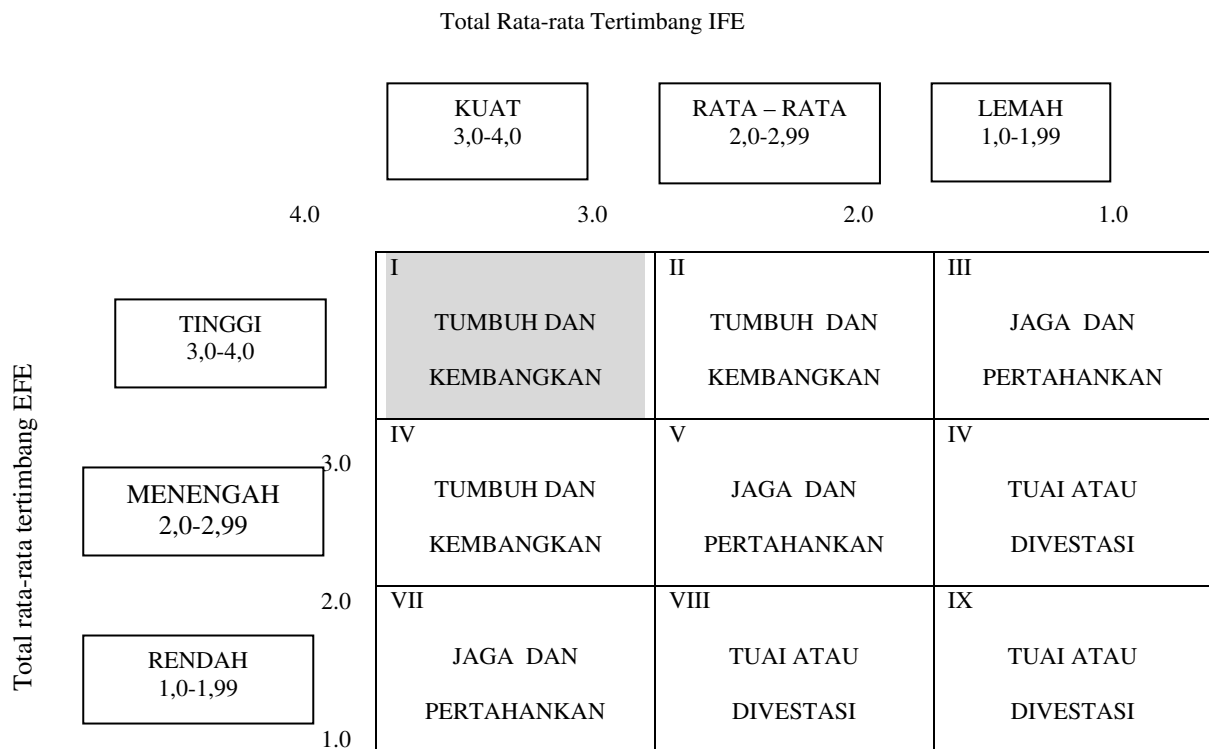 Total Rata-rata Tertimbang IFE
KUAT
3,0-4,0
RATA – RATA
2,0-2,99
LEMAH
1,0-1,99
4.0
3.0
2.0
1.0
Total rata-rata tertimbang EFE
TINGGI
3,0-4,0
I
TUMBUH DAN
KEMBANGKAN
II
TUMBUH DAN
KEMBANGKAN
III
JAGA DAN
PERTAHANKAN
3.0
MENENGAH
2,0-2,99
IV
TUMBUH DAN
KEMBANGKAN
V
JAGA DAN
PERTAHANKAN
IV
TUAI ATAU
DIVESTASI
2.0
RENDAH
1,0-1,99
VII
JAGA DAN
PERTAHANKAN
VIII
TUAI ATAU
DIVESTASI
IX
TUAI ATAU
DIVESTASI
1.0